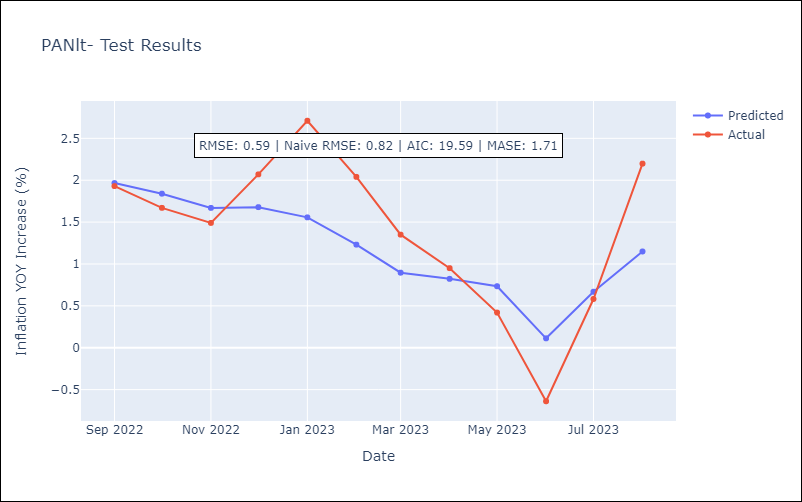 PANlt- Test Results
Predicted
Actual
RMSE: 0.59 | Naive RMSE: 0.82 | AIC: 19.59 | MASE: 1.71
Inflation YOY Increase (%)
2.5
2
1.5
1
0.5
0
−0.5
Sep 2022 Nov 2022 Jan 2023 Mar 2023 May 2023 Jul 2023
Date